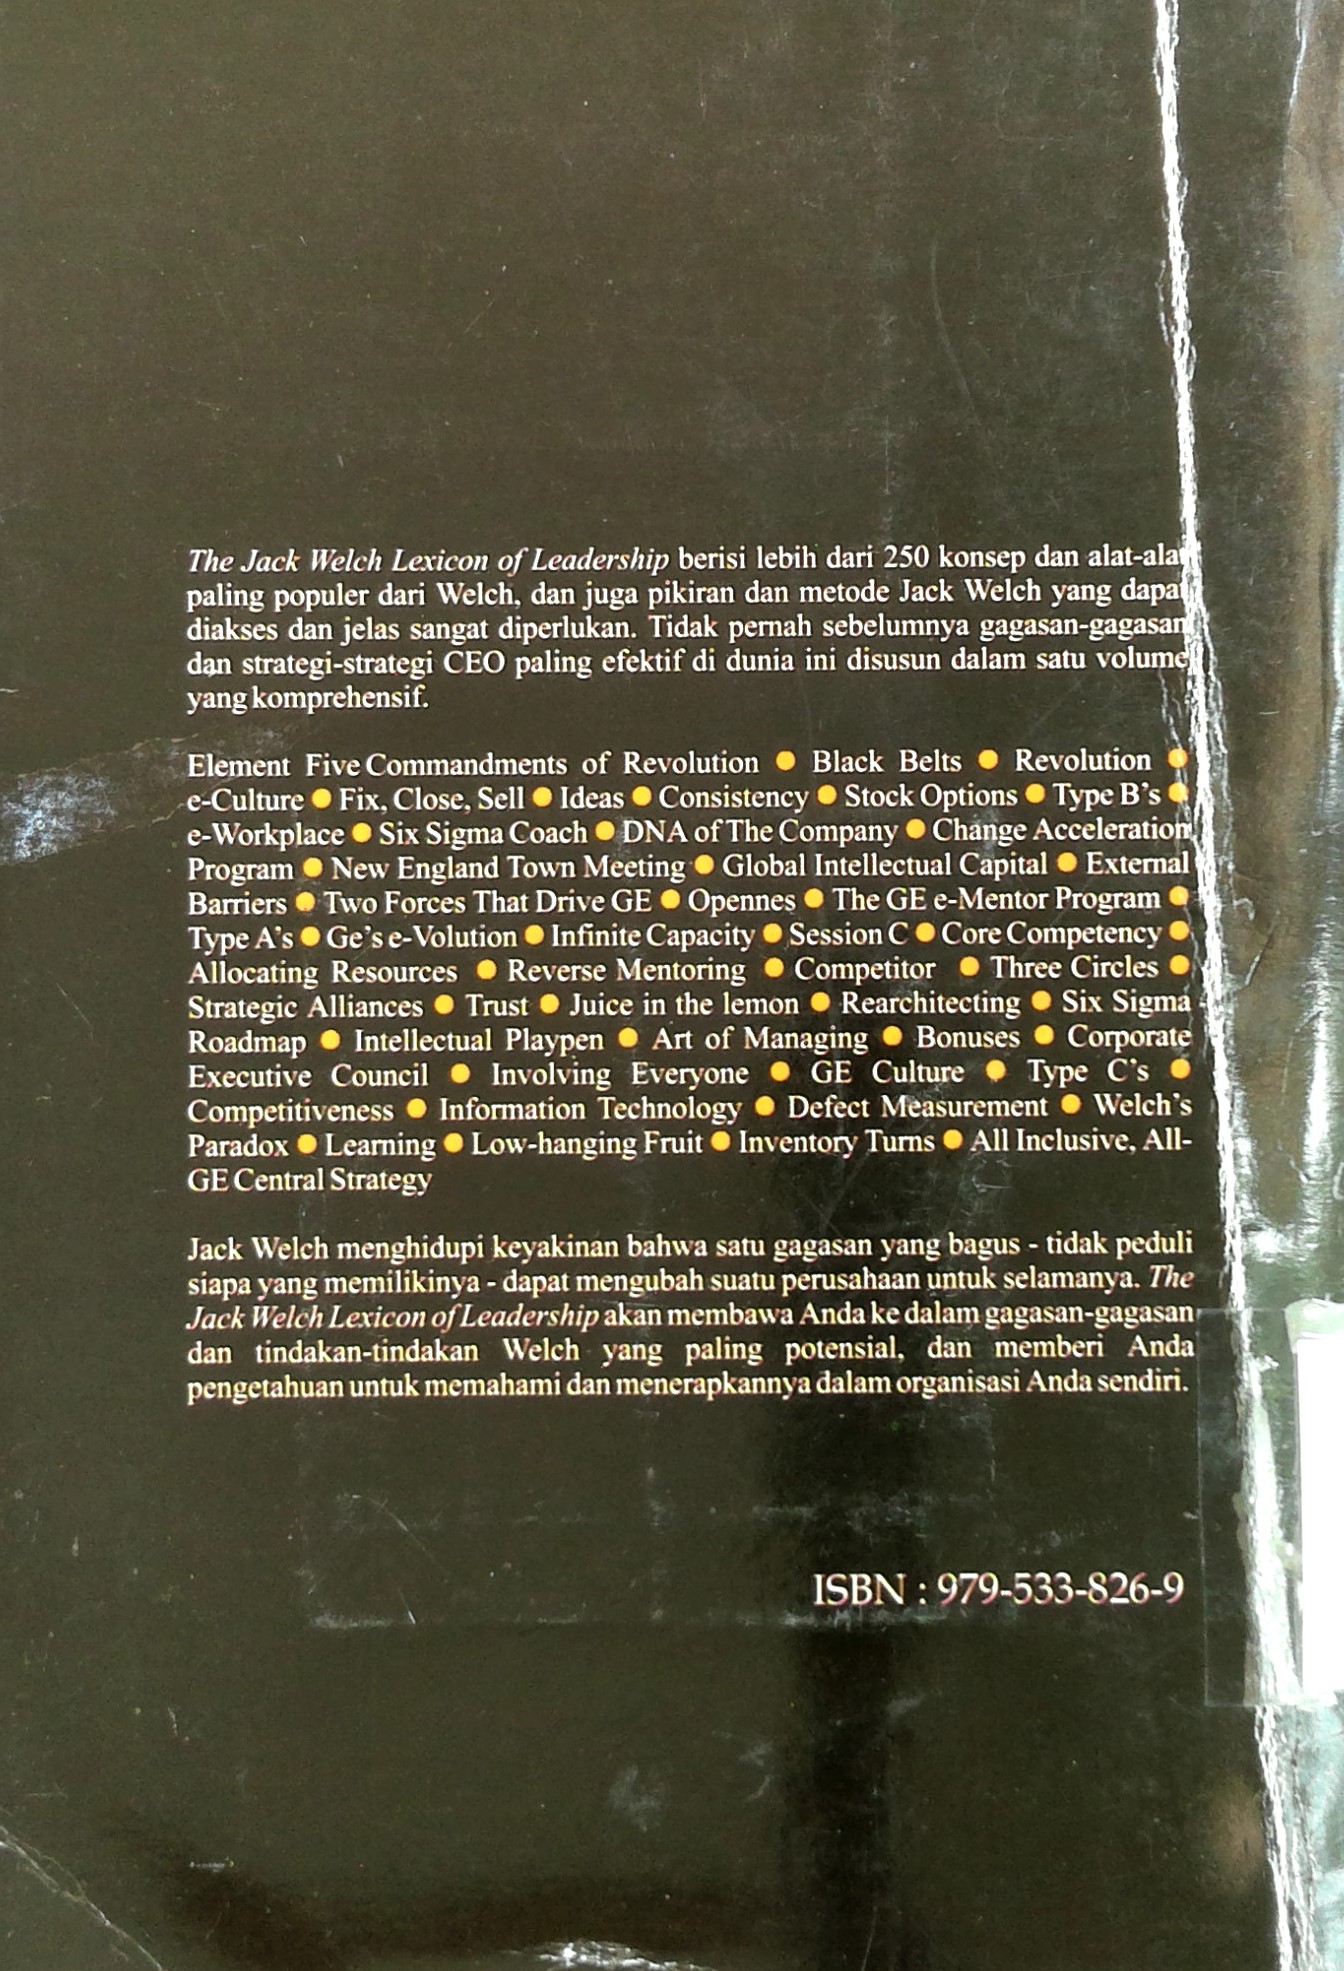 The Jack Welch Lexicon of Leadership berisi lebih dari 250 konsep dan alat-alat
paling populer dari Welch, dan juga pikiran dan metode Jack Welch yang dapat
diakses dan jelas sangat diperlukan. Tidak pernah sebelumnya gagasan-gagasan
dan strategi-strategi CEO paling efektif di dunia ini disusun dalam satu volume
yang komprehensif.
Element Five Commandments of Revolution ● Black Belts ● Revolution ●
e-Culture ● Fix, Close, Sell ● Ideas ● Consistency ● Stock Options ● Type B's ●
e-Workplace ● Six Sigma Coach ● DNA of The Company ● Change Acceleration
Program ● New England Town Meeting ● Global Intellectual Capital ● External
Barriers ● Two Forces That Drive GE ● Opennes ● The GE e-Mentor Program ●
Type A's ● Ge's e-Volution ● Infinite Capacity ● Session C ● Core Competency ●
Allocating Resources ● Reverse Mentoring ● Competitor ● Three Circles ●
Strategic Alliances ● Trust ● Juice in the lemon ● Rearchitecting ● Six Sigma
Roadmap ● Intellectual Playpen ● Art of Managing ● Bonuses ● Corporate
Executive Council ● Involving Everyone ● GE Culture ● Type C's ●
Competitiveness ● Information Technology ● Defect Measurement ● Welch's
Paradox ● Learning ● Low-hanging Fruit ● Inventory Turns ● All Inclusive, All-
GE Central Strategy
Jack Welch menghidupi keyakinan bahwa satu gagasan yang bagus - tidak peduli
siapa yang memilikinya - dapat mengubah suatu perusahaan untuk selamanya. The
Jack Welch Lexicon of Leadership akan membawa Anda ke dalam gagasan-gagasan
dan tindakan-tindakan Welch yang paling potensial, dan memberi Anda
pengetahuan untuk memahami dan menerapkannya dalam organisasi Anda sendiri.
ISBN : 979-533-826-9